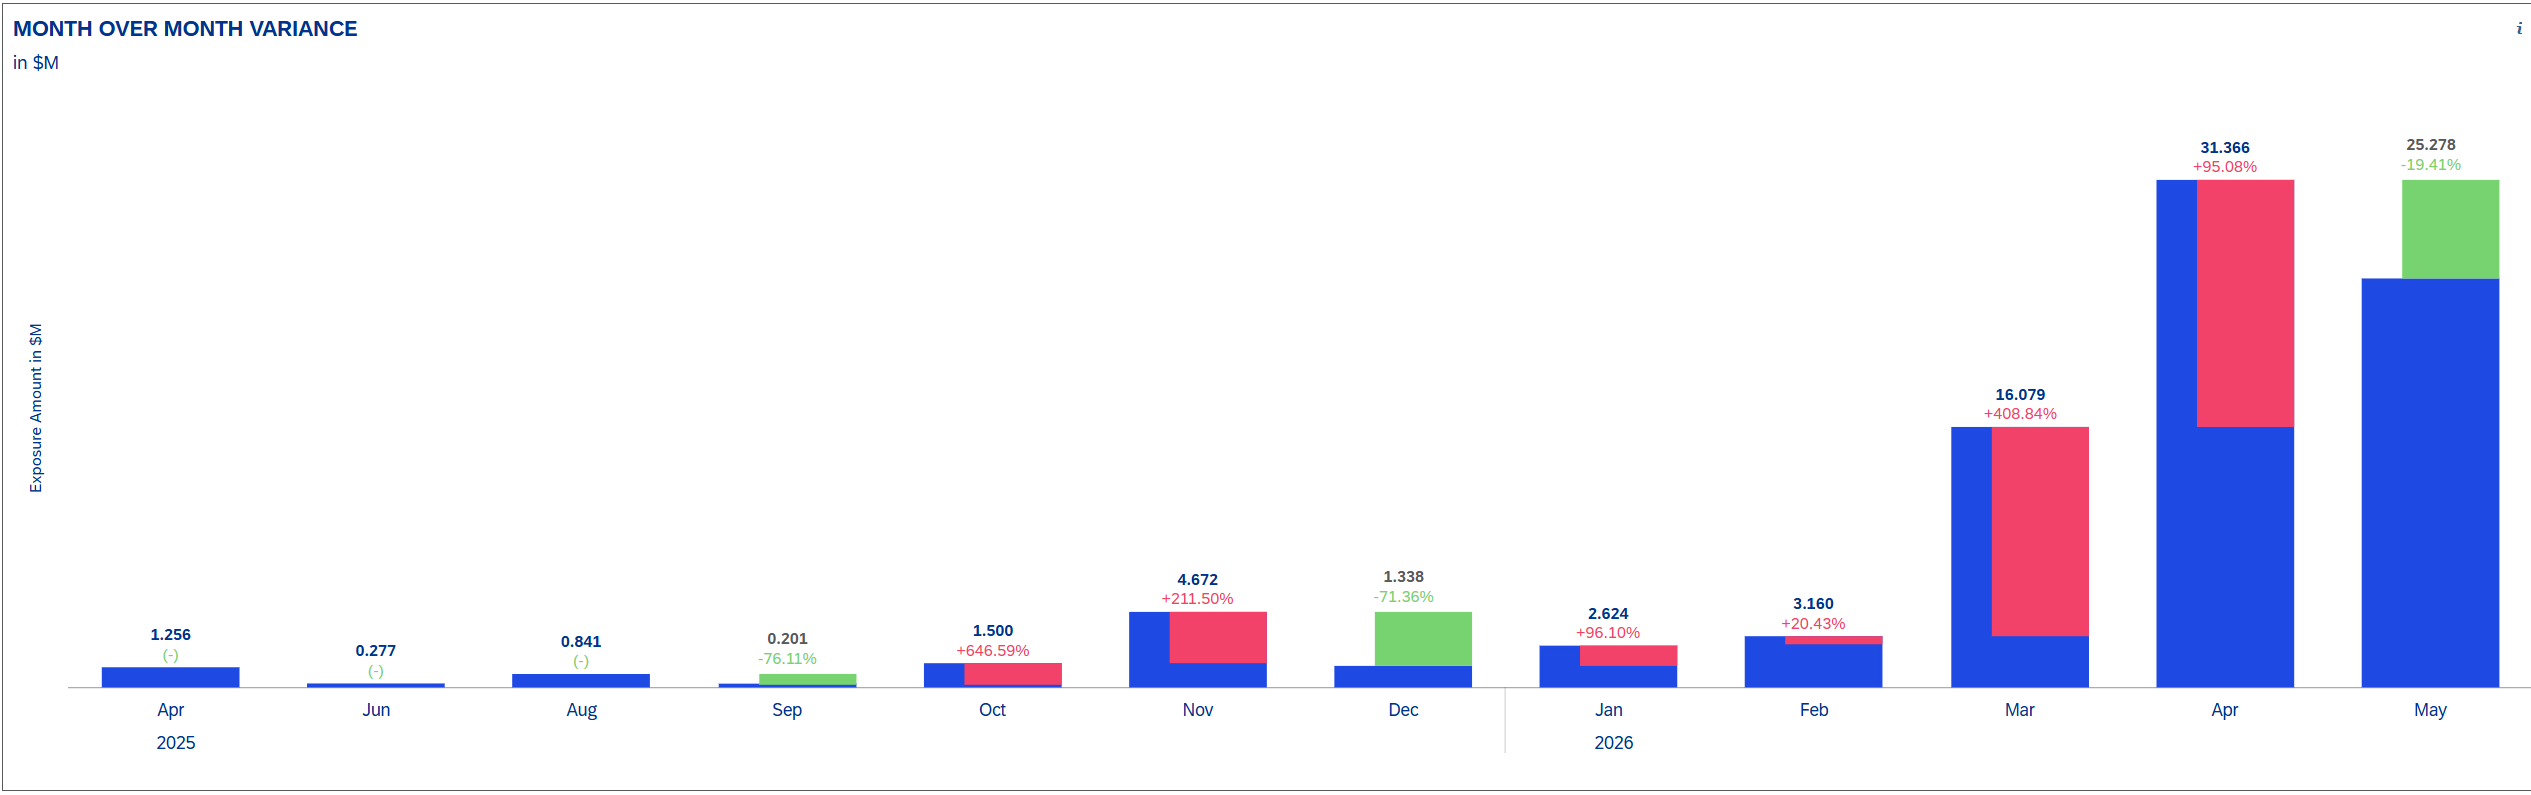 MONTH OVER MONTH VARIANCE
i
in $M
Exposure Amount in $M
1.256
(-)
0.277
(-)
0.841
(-)
0.201
-76.11%
1.500
+646.59%
4.672
+211.50%
1.338
-71.36%
2.624
+96.10%
3.160
+20.43%
16.079
+408.84%
31.366
+95.08%
25.278
-19.41%
Apr
Jun
Aug
Sep
Oct
Nov
Dec
Jan
Feb
Mar
Apr
May
2025
2026